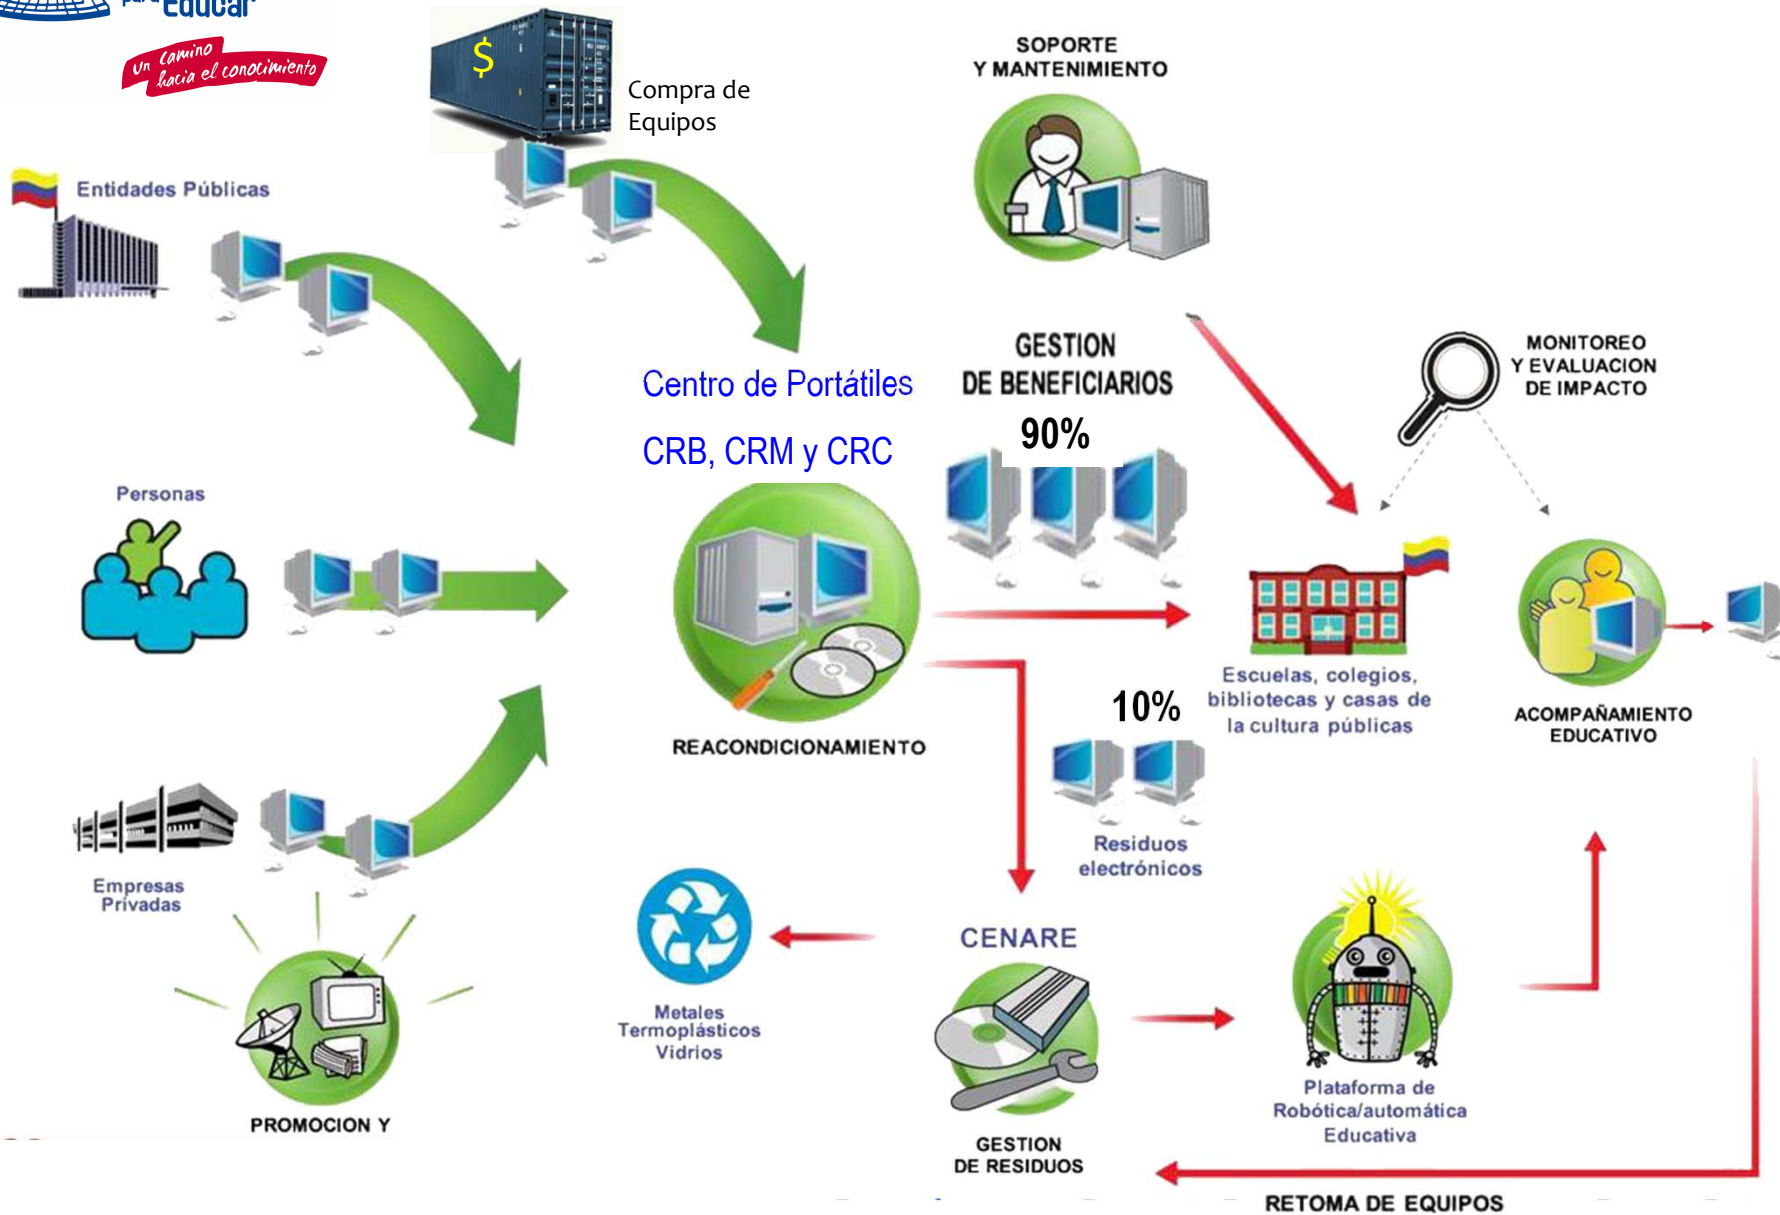 para Educar
Un camino
hacia el conocimiento
$
Compra de
Equipos
SOPORTE
Y MANTENIMIENTO
Entidades Públicas
GESTION
DE BENEFICIARIOS
90%
MONITOREO
Y EVALUACION
DE IMPACTO
Centro de Portátiles
CRB, CRM y CRC
Personas
REACONDICIONAMIENTO
Escuelas, colegios,
bibliotecas y casas de
la cultura públicas
ACOMPAÑAMIENTO
EDUCATIVO
10%
Residuos
electrónicos
Empresas
Privadas
CENARE
Metales
Termoplásticos
Vidrios
Plataforma de
Robótica/automática
Educativa
PROMOCION Y
GESTION
DE RESIDUOS
RETOMA DE EQUIPOS